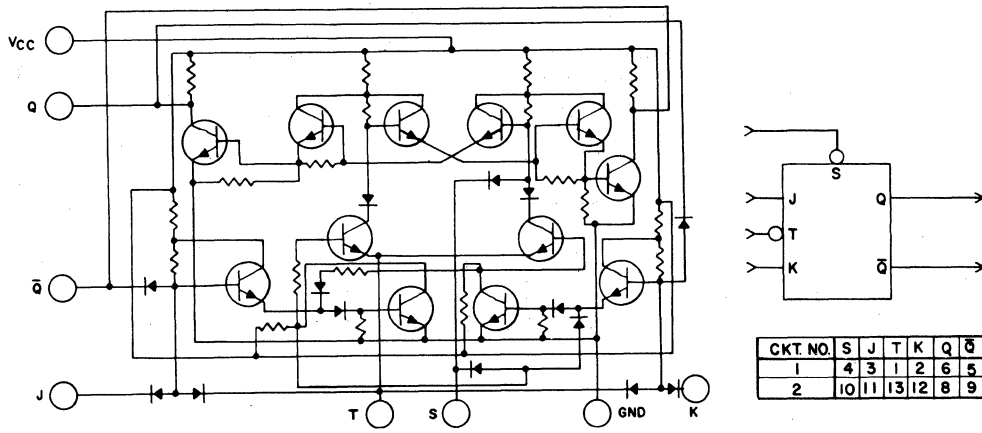 VCC
Q
Q̅
J
T
S
GND
K
S
J Q
T
K Q̅
CKT. NO. S J T K Q Q̅
1 4 3 1 2 6 5
2 10 11 13 12 8 9